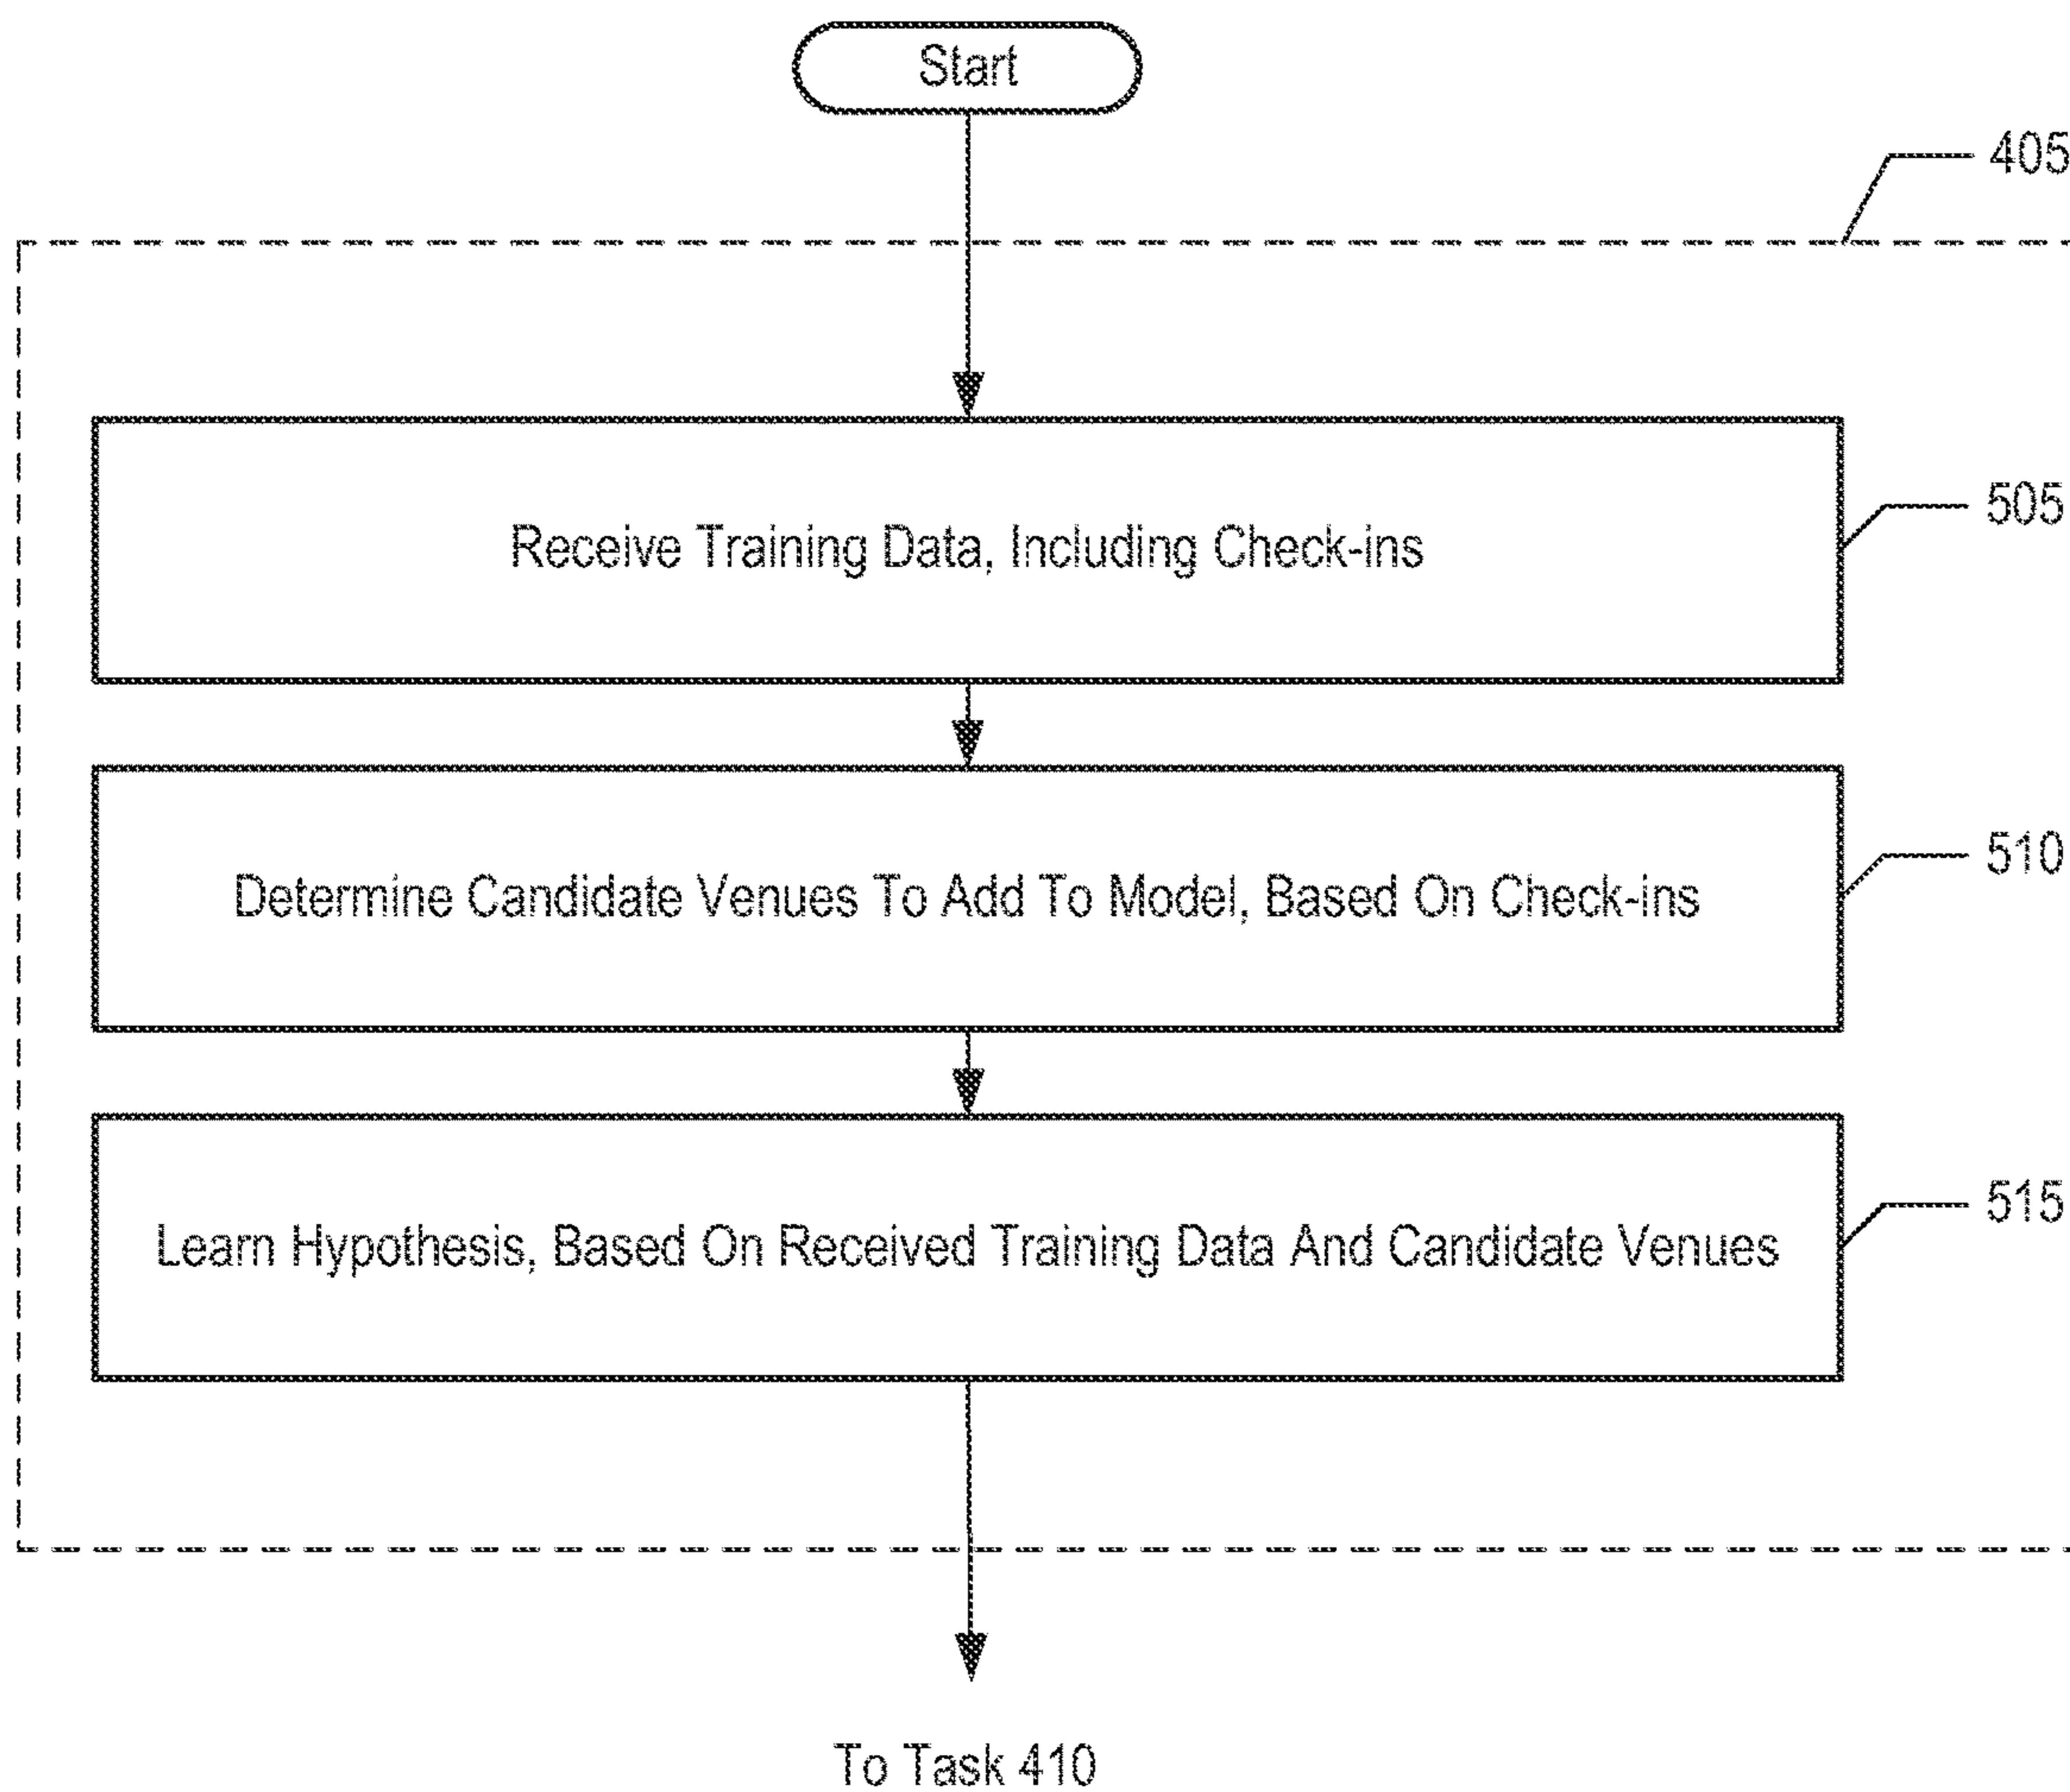 Start
405
Receive Training Data, Including Check-ins
505
Determine Candidate Venues To Add To Model, Based On Check-ins
510
Learn Hypothesis, Based On Received Training Data And Candidate Venues
515
To Task 410